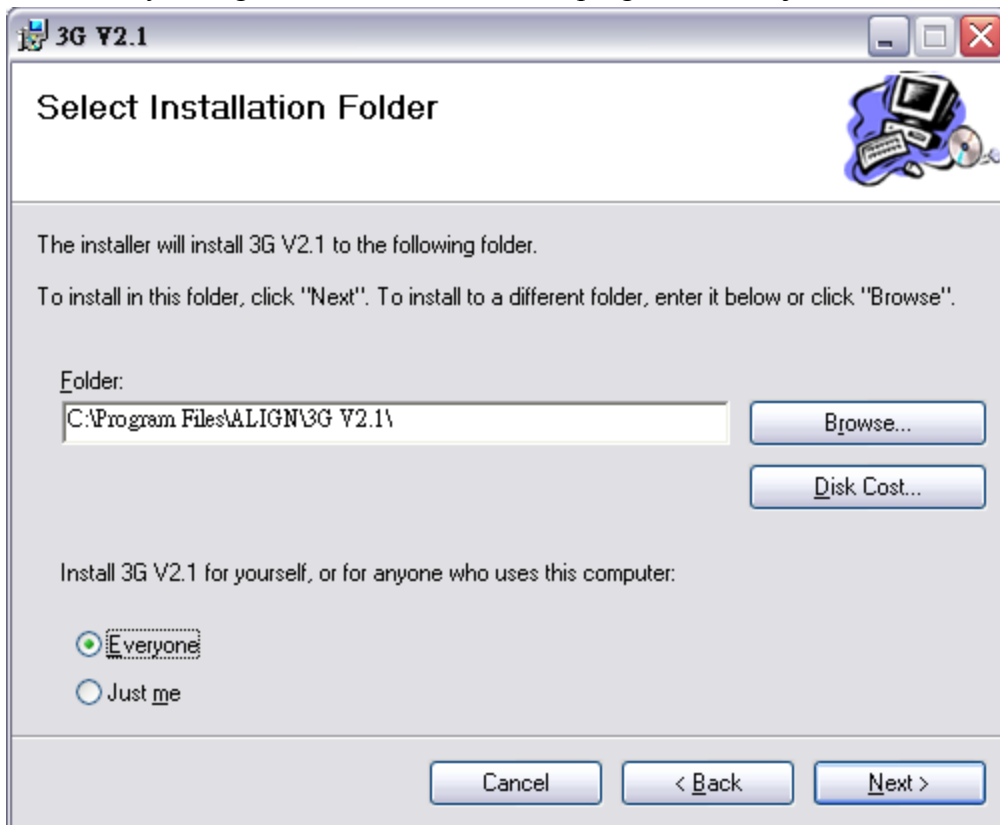 3G V2.1
Select Installation Folder
The installer will install 3G V2.1 to the following folder.
To install in this folder, click "Next". To install to a different folder, enter it below or click "Browse".
Folder:
C:\Program Files\ALIGN\3G V2.1\
Browse...
Disk Cost...
Install 3G V2.1 for yourself, or for anyone who uses this computer:
Everyone
Just me
Cancel
< Back
Next >